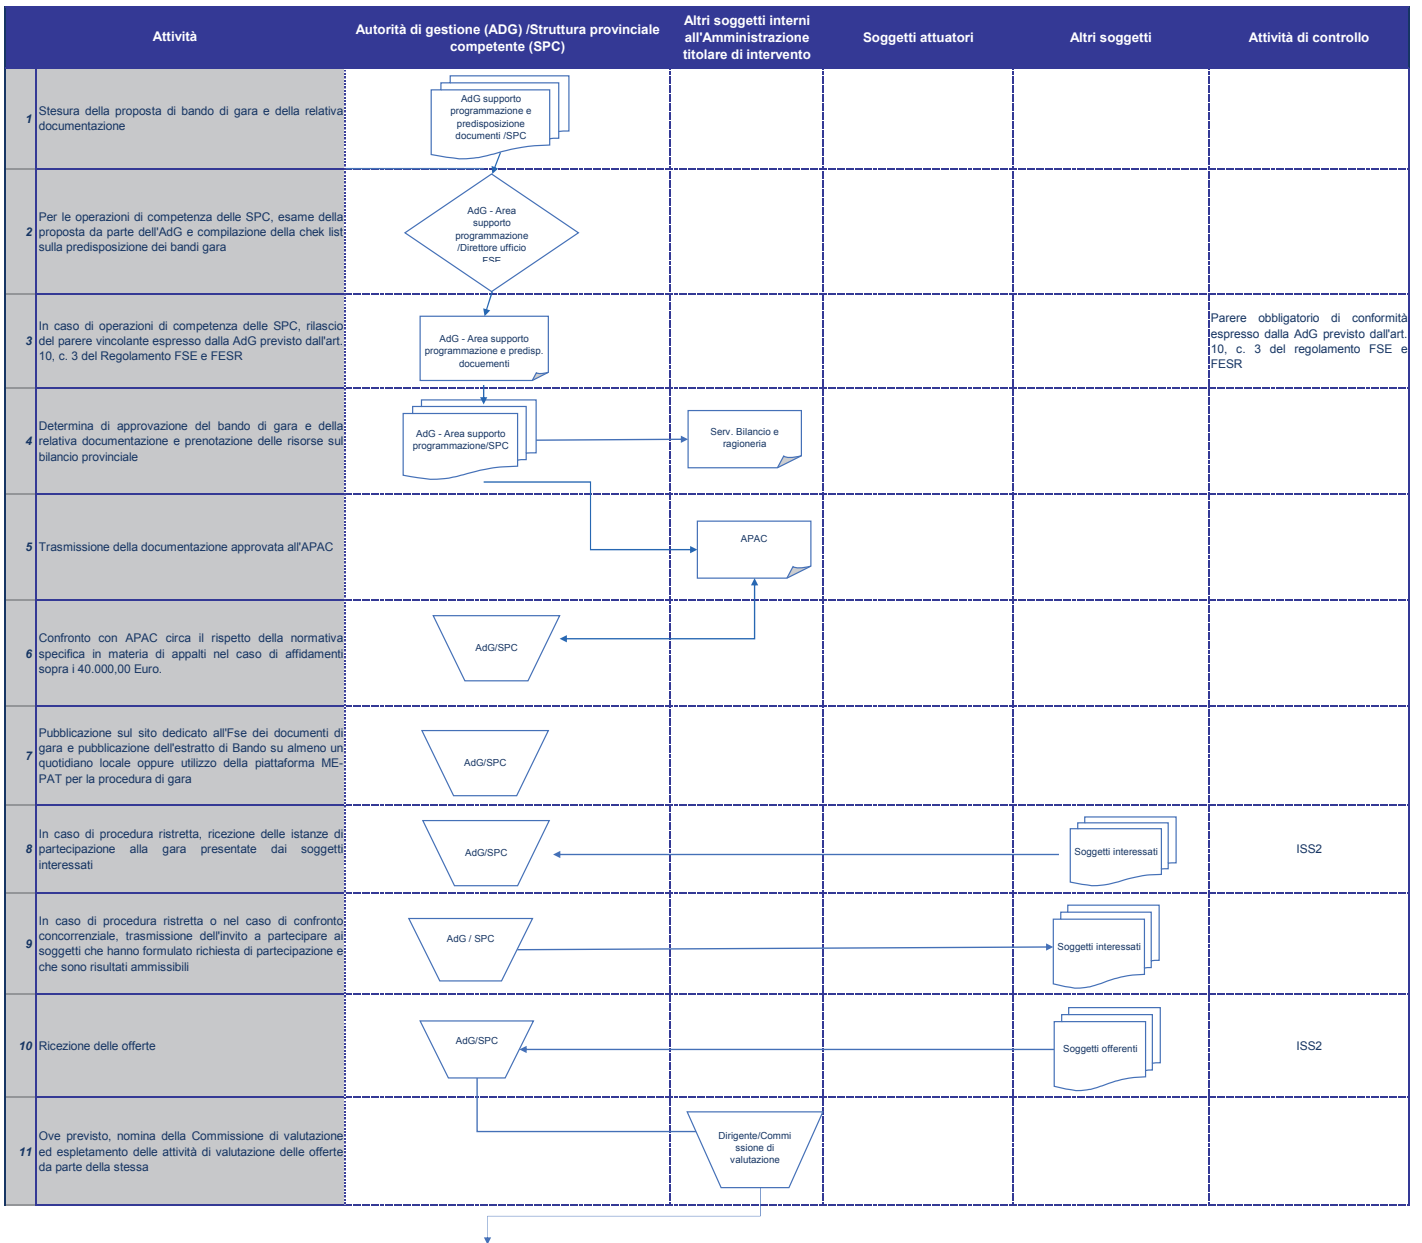 Attività
Autorità di gestione (ADG) /Struttura provinciale
competente (SPC)
Altri soggetti interni
all'Amministrazione
titolare di intervento
Soggetti attuatori
Altri soggetti
Attività di controllo
1
Stesura della proposta di bando di gara e della relativa
documentazione
AdG supporto
programmazione e
predisposizione
documenti /SPC
2
Per le operazioni di competenza delle SPC, esame della
proposta da parte dell'AdG e compilazione della chek list
sulla predisposizione dei bandi gara
AdG - Area
supporto
programmazione
/Direttore ufficio
FSE
3
In caso di operazioni di competenza delle SPC, rilascio
del parere vincolante espresso dalla AdG previsto dall'art.
10, c. 3 del Regolamento FSE e FESR
AdG - Area supporto
programmazione e predisp.
docuementi
Parere obbligatorio di conformità
espresso dalla AdG previsto dall'art.
10, c. 3 del regolamento FSE e
FESR
4
Determina di approvazione del bando di gara e della
relativa documentazione e prenotazione delle risorse sul
bilancio provinciale
AdG - Area supporto
programmazione/SPC
Serv. Bilancio e
ragioneria
5
Trasmissione della documentazione approvata all'APAC
APAC
6
Confronto con APAC circa il rispetto della normativa
specifica in materia di appalti nel caso di affidamenti
sopra i 40.000,00 Euro.
AdG/SPC
7
Pubblicazione sul sito dedicato all'Fse dei documenti di
gara e pubblicazione dell'estratto di Bando su almeno un
quotidiano locale oppure utilizzo della piattaforma ME-
PAT per la procedura di gara
AdG/SPC
8
In caso di procedura ristretta, ricezione delle istanze di
partecipazione alla gara presentate dai soggetti
interessati
AdG/SPC
Soggetti interessati
ISS2
9
In caso di procedura ristretta o nel caso di confronto
concorrenziale, trasmissione dell'invito a partecipare ai
soggetti che hanno formulato richiesta di partecipazione e
che sono risultati ammissibili
AdG / SPC
Soggetti interessati
10
Ricezione delle offerte
AdG/SPC
Soggetti offerenti
ISS2
11
Ove previsto, nomina della Commissione di valutazione
ed espletamento delle attività di valutazione delle offerte
da parte della stessa
Dirigente/Commi
ssione di
valutazione